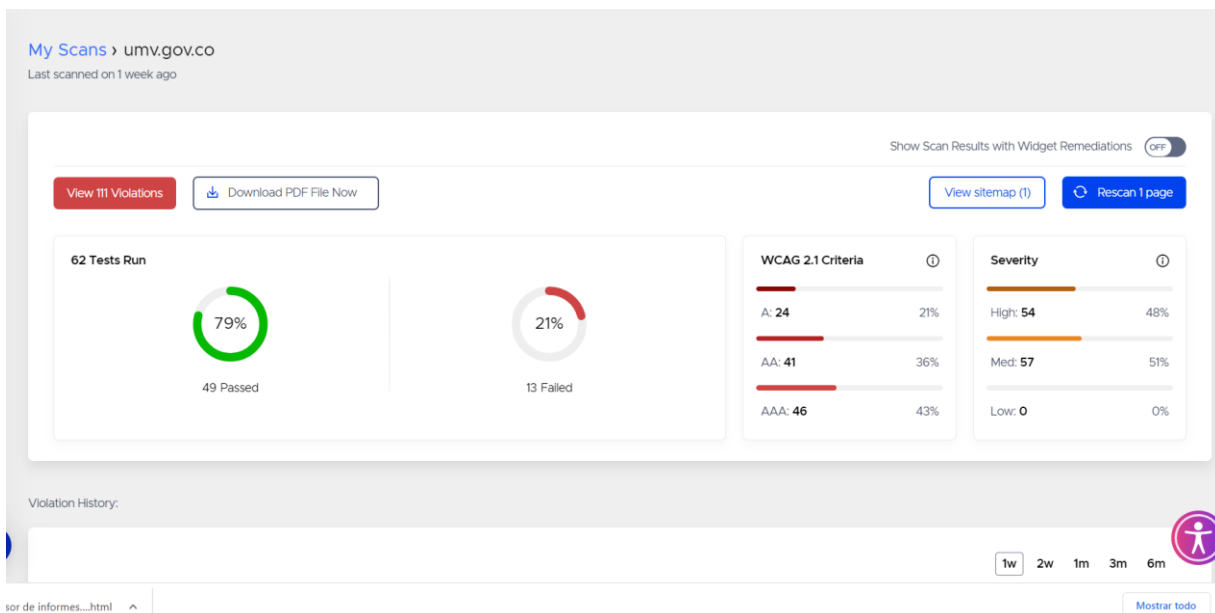 My Scans › umv.gov.co
Last scanned on 1 week ago
Show Scan Results with Widget Remediations OFF
View 111 Violations
Download PDF File Now
View sitemap (1)
Rescan 1 page
62 Tests Run
79%
49 Passed
21%
13 Failed
WCAG 2.1 Criteria
A: 24 21%
AA: 41 36%
AAA: 46 43%
Severity
High: 54 48%
Med: 57 51%
Low: 0 0%
Violation History:
1w 2w 1m 3m 6m
sor de informes....html
Mostrar todo